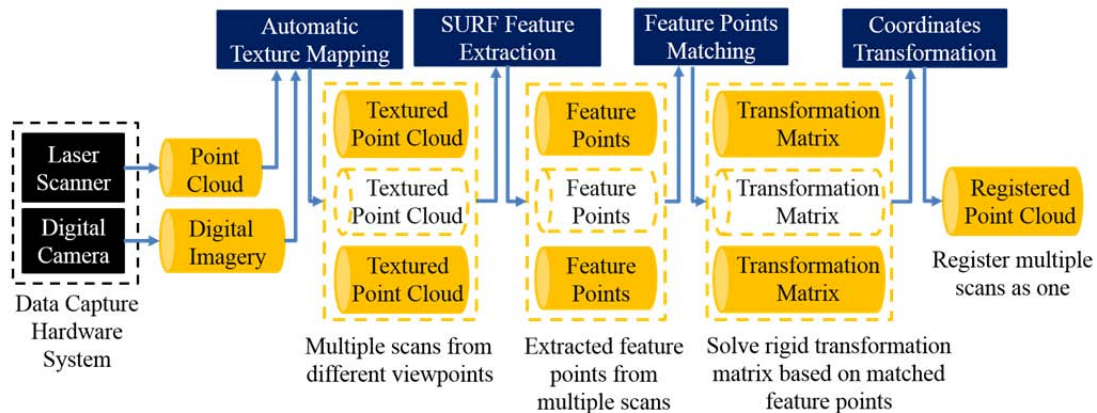 Automatic
Texture Mapping
SURF Feature
Extraction
Feature Points
Matching
Coordinates
Transformation
Laser
Scanner
Digital
Camera
Data Capture
Hardware
System
Point
Cloud
Digital
Imagery
Textured
Point Cloud
Textured
Point Cloud
Textured
Point Cloud
Multiple scans from
different viewpoints
Feature
Points
Feature
Points
Feature
Points
Extracted feature
points from
multiple scans
Transformation
Matrix
Transformation
Matrix
Transformation
Matrix
Solve rigid transformation
matrix based on matched
feature points
Registered
Point Cloud
Register multiple
scans as one